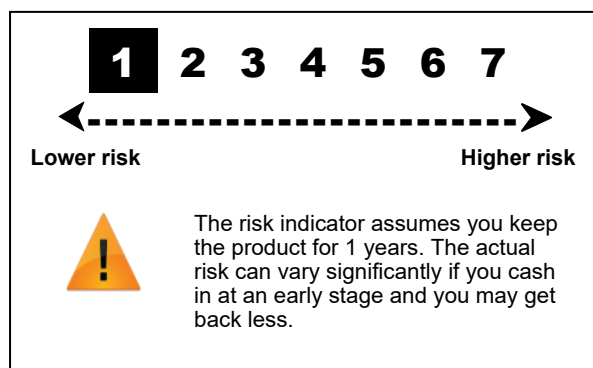 1 2 3 4 5 6 7
Lower risk Higher risk
!
The risk indicator assumes you keep
the product for 1 years. The actual
risk can vary significantly if you cash
in at an early stage and you may get
back less.